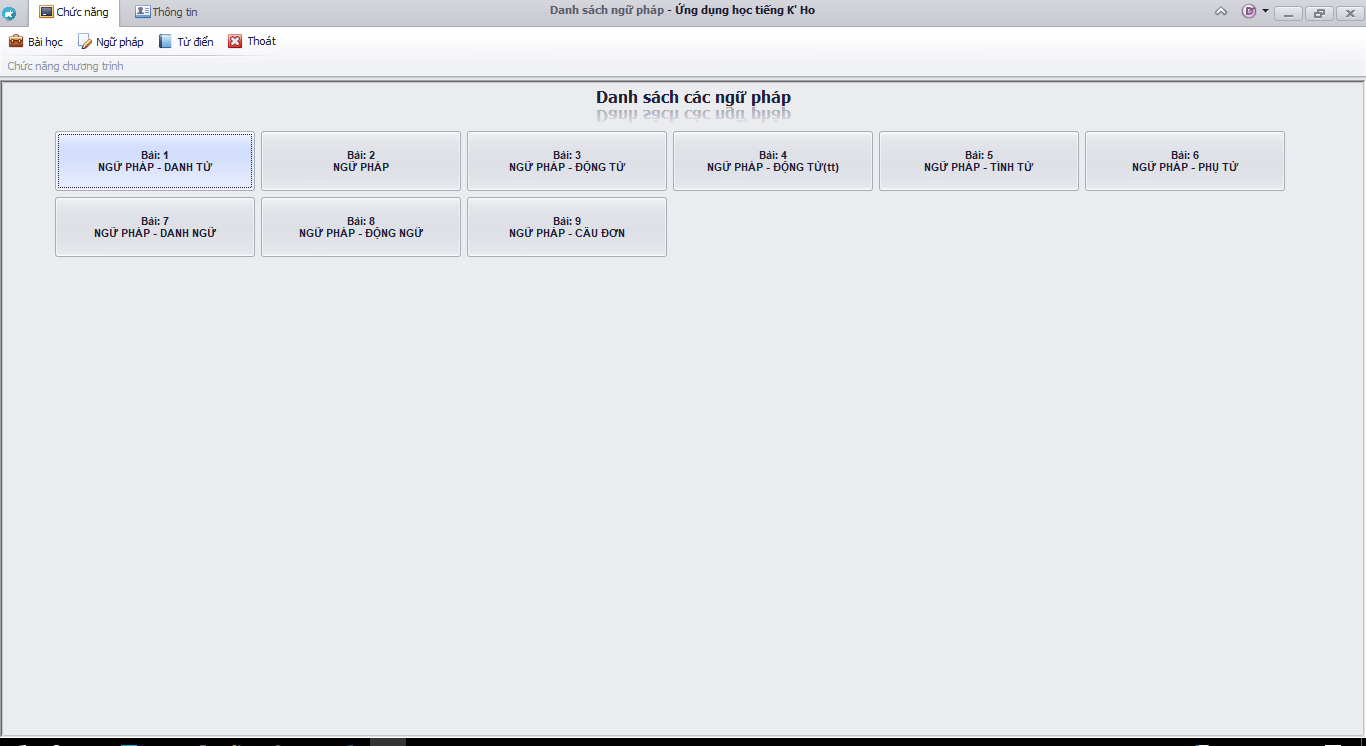 Chức năng
Thông tin
Danh sách ngữ pháp - Ứng dụng học tiếng K' Ho
Bài học
Ngữ pháp
Từ điển
Thoát
Chức năng chương trình
Danh sách các ngữ pháp
Bài: 1
NGỮ PHÁP - DANH TỪ
Bài: 2
NGỮ PHÁP
Bài: 3
NGỮ PHÁP - ĐỘNG TỪ
Bài: 4
NGỮ PHÁP - ĐỘNG TỪ(tt)
Bài: 5
NGỮ PHÁP - TÍNH TỪ
Bài: 6
NGỮ PHÁP - PHỤ TỪ
Bài: 7
NGỮ PHÁP - DANH NGỮ
Bài: 8
NGỮ PHÁP - ĐỘNG NGỮ
Bài: 9
NGỮ PHÁP - CÂU ĐƠN